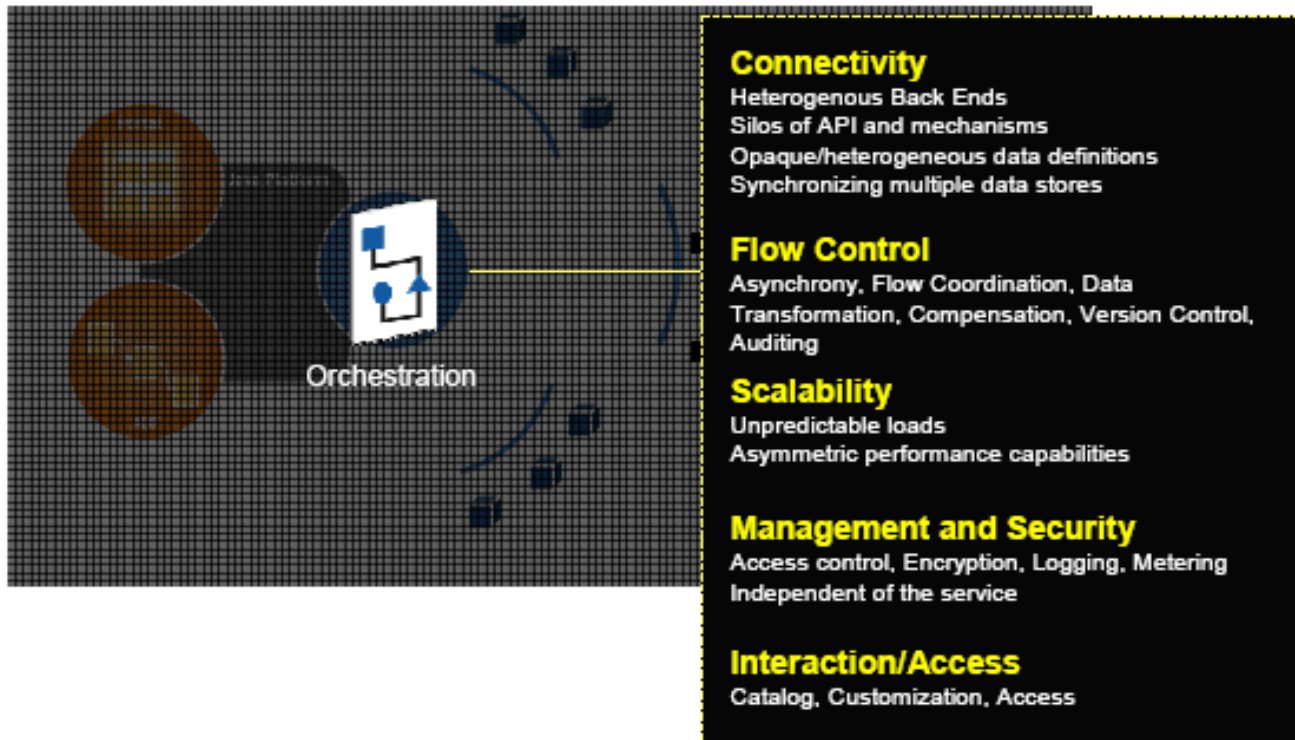 Connectivity
Heterogenous Back Ends
Silos of API and mechanisms
Opaque/heterogeneous data definitions
Synchronizing multiple data stores
Flow Control
Asynchrony, Flow Coordination, Data
Transformation, Compensation, Version Control,
Auditing
Orchestration
Scalability
Unpredictable loads
Asymmetric performance capabilities
Management and Security
Access control, Encryption, Logging, Metering
Independent of the service
Interaction/Access
Catalog, Customization, Access